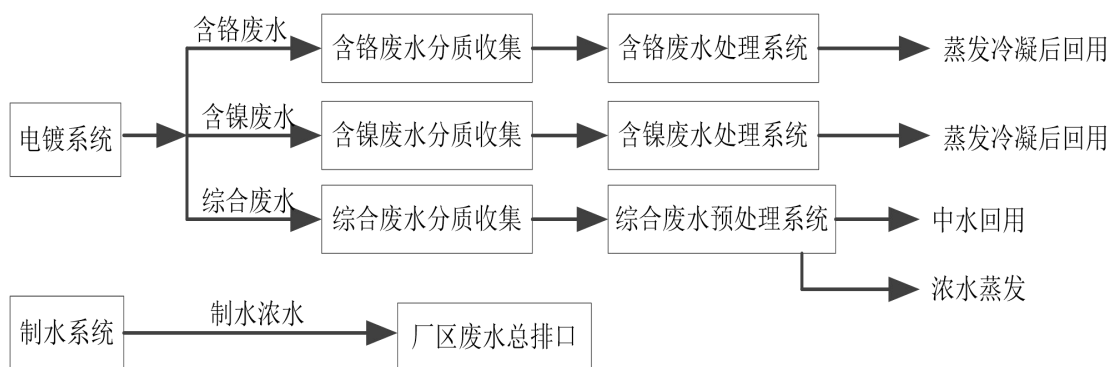 含铬废水
含铬废水分质收集
含铬废水处理系统
蒸发冷凝后回用
电镀系统
含镍废水
含镍废水分质收集
含镍废水处理系统
蒸发冷凝后回用
综合废水
综合废水分质收集
综合废水预处理系统
中水回用
浓水蒸发
制水系统
制水浓水
厂区废水总排口